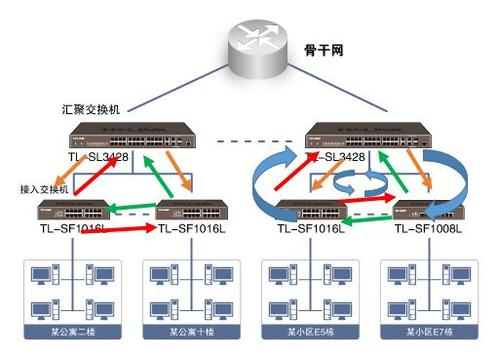 骨干网
汇聚交换机
TL-SL3428
TL-SL3428
接入交换机
TL-SF1016L
TL-SF1016L
TL-SF1016L
TL-SF1008L
某公寓二楼
某公寓十楼
某小区E5栋
某小区E7栋